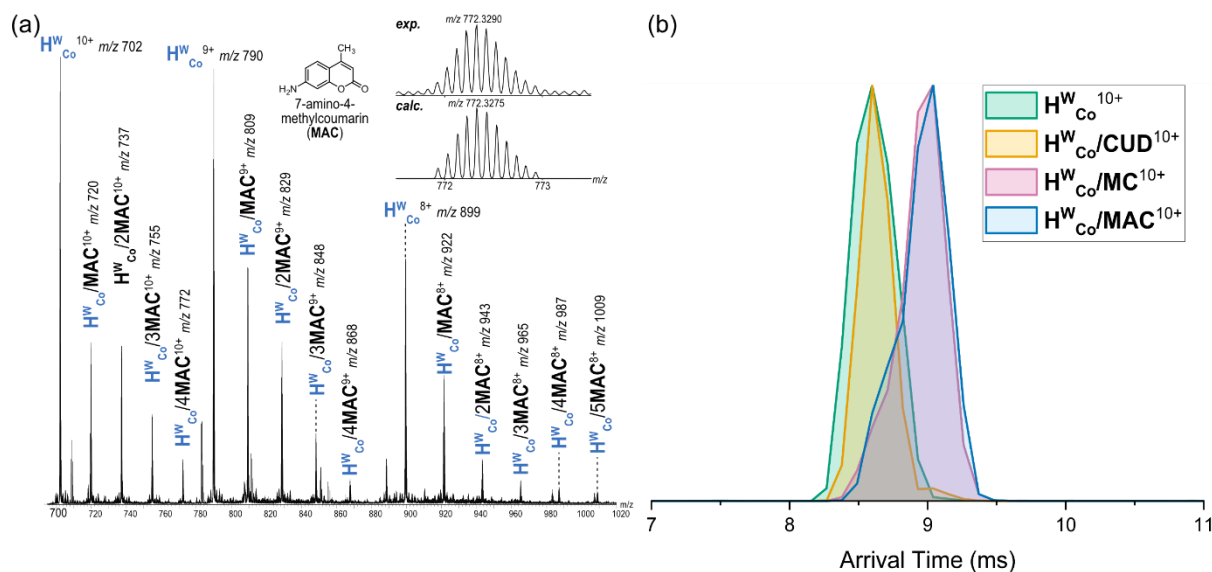 (a)
H^W_Co^10+ m/z 702
H^W_Co^9+ m/z 790
CH3
H2N
O
O
7-amino-4-
methylcoumarin
(MAC)
exp.
m/z 772.3290
calc.
m/z 772.3275
772
773
m/z
H^W_Co/MAC^10+ m/z 720
H^W_Co/2MAC^10+ m/z 737
H^W_Co/3MAC^10+ m/z 755
H^W_Co/4MAC^10+ m/z 772
H^W_Co/MAC^9+ m/z 809
H^W_Co/2MAC^9+ m/z 829
H^W_Co/3MAC^9+ m/z 848
H^W_Co/4MAC^9+ m/z 868
H^W_Co^8+ m/z 899
H^W_Co/MAC^8+ m/z 922
H^W_Co/2MAC^8+ m/z 943
H^W_Co/3MAC^8+ m/z 965
H^W_Co/4MAC^8+ m/z 987
H^W_Co/5MAC^8+ m/z 1009
700 720 740 760 780 800 820 840 860 880 900 920 940 960 980 1000 1020
m/z
(b)
H^W_Co^10+
H^W_Co/CUD^10+
H^W_Co/MC^10+
H^W_Co/MAC^10+
7 8 9 10 11
Arrival Time (ms)